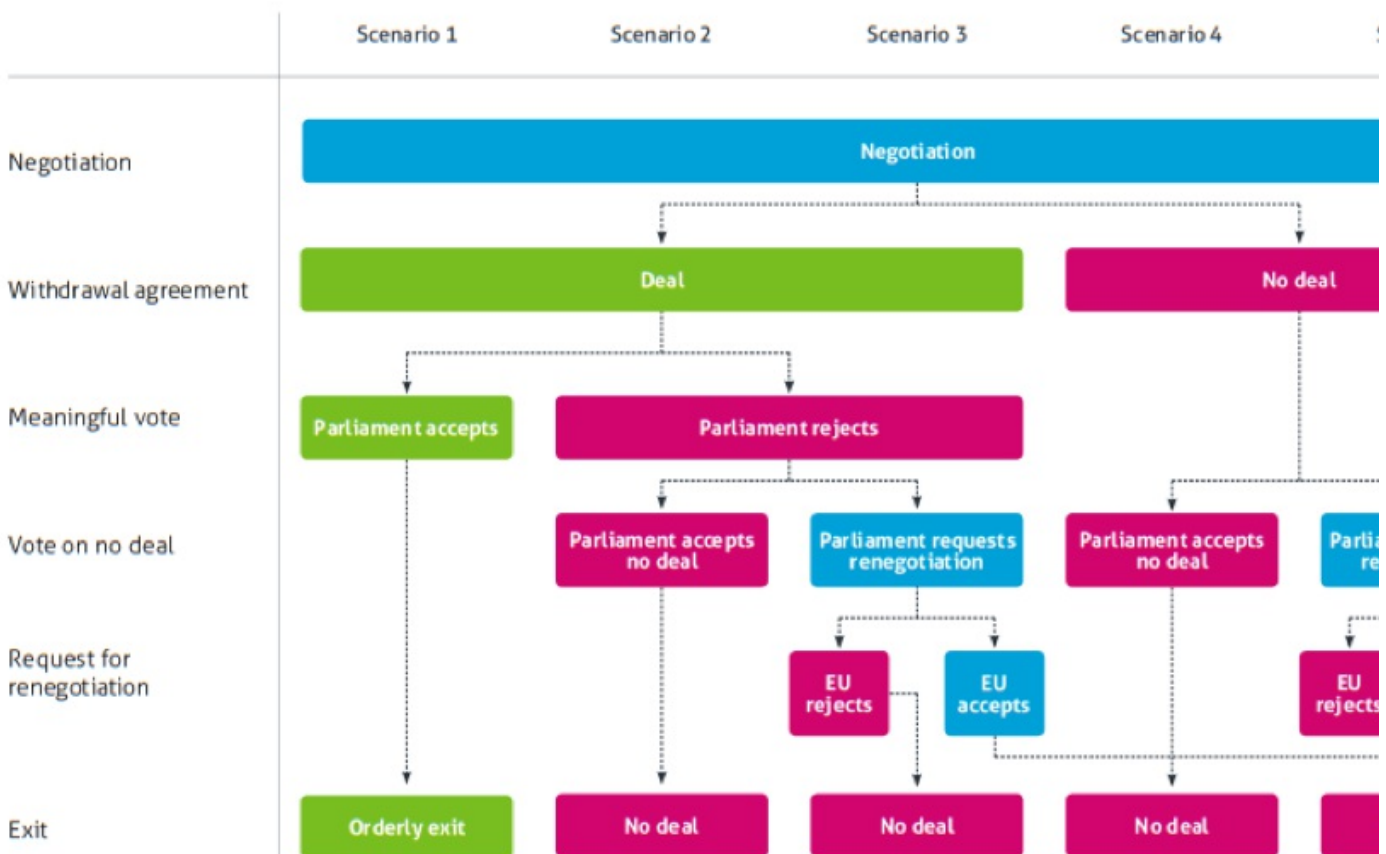 Scenario 1 Scenario 2 Scenario 3 Scenario 4
Negotiation
Negotiation
Withdrawal agreement
Deal
No deal
Meaningful vote
Parliament accepts
Parliament rejects
Vote on no deal
Parliament accepts
no deal
Parliament requests
renegotiation
Parliament accepts
no deal
Request for
renegotiation
EU
rejects
EU
accepts
EU
rejects
Exit
Orderly exit
No deal
No deal
No deal